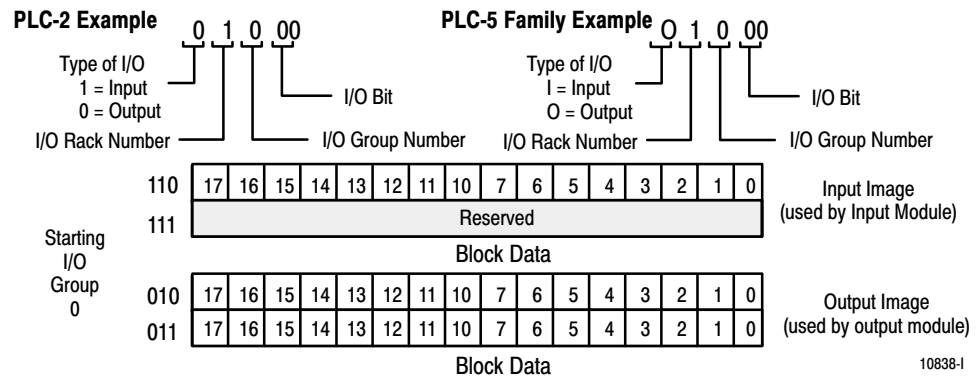 PLC-2 Example
0 1 0 00
Type of I/O
1 = Input
0 = Output
I/O Bit
I/O Rack Number
I/O Group Number
PLC-5 Family Example
O 1 0 00
Type of I/O
I = Input
O = Output
I/O Bit
I/O Rack Number
I/O Group Number
110 17 16 15 14 13 12 11 10 7 6 5 4 3 2 1 0
111 Reserved
Block Data
Input Image
(used by Input Module)
Starting
I/O
Group
0
010 17 16 15 14 13 12 11 10 7 6 5 4 3 2 1 0
011 17 16 15 14 13 12 11 10 7 6 5 4 3 2 1 0
Block Data
Output Image
(used by output module)
10838-I